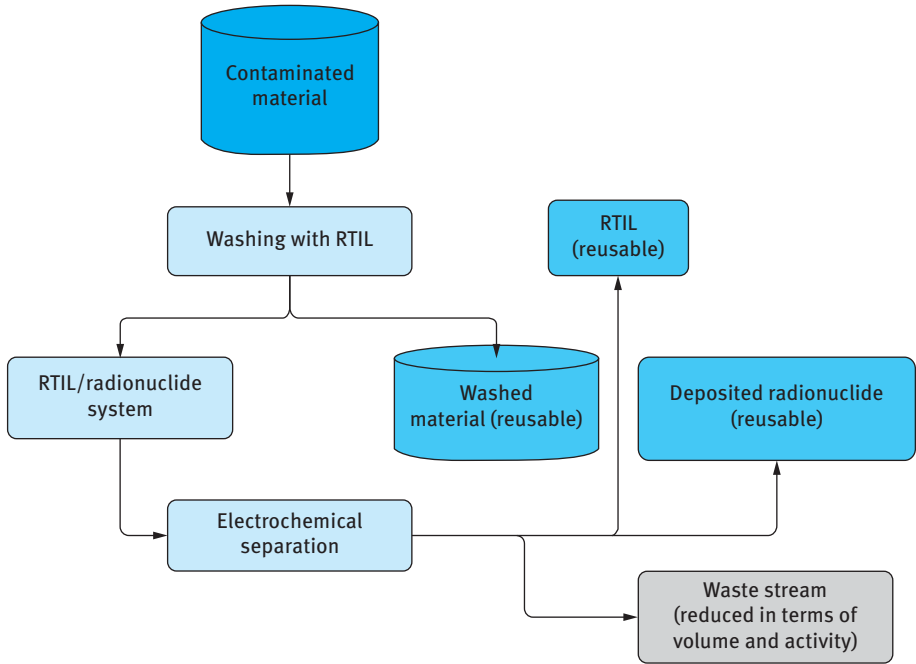 Contaminated
material
Washing with RTIL
RTIL
(reusable)
RTIL/radionuclide
system
Washed
material (reusable)
Deposited radionuclide
(reusable)
Electrochemical
separation
Waste stream
(reduced in terms of
volume and activity)